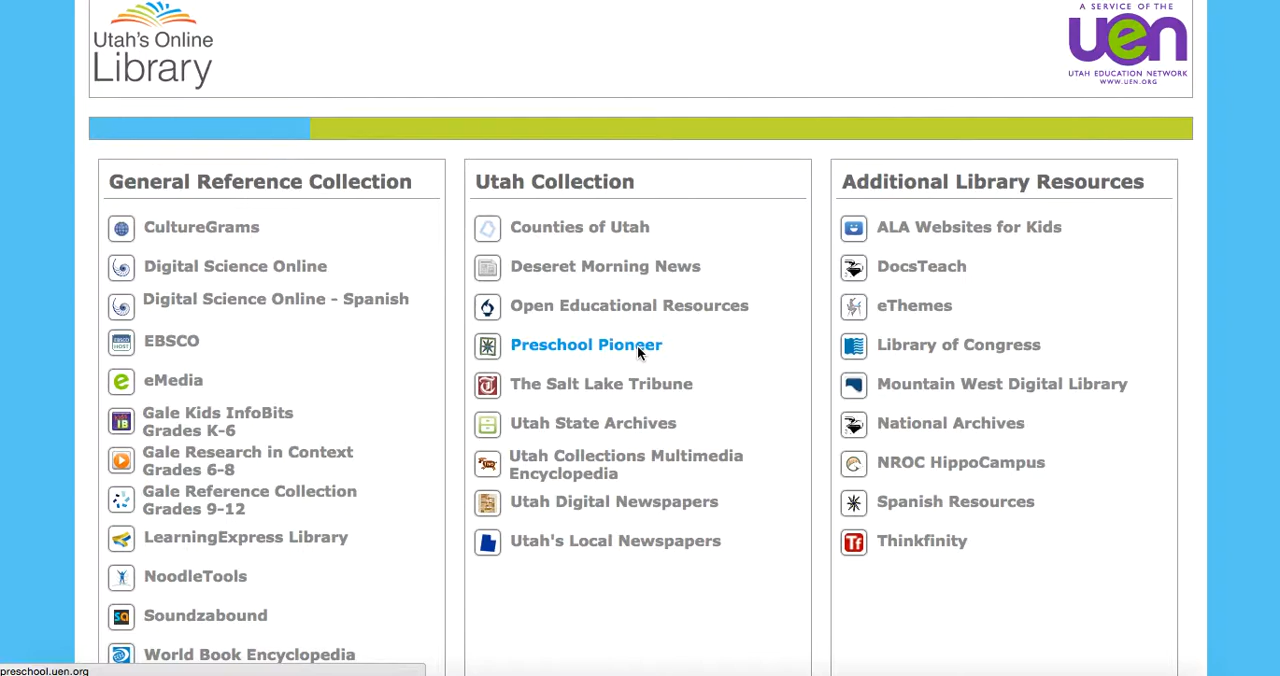 Utah's Online
Library
A SERVICE OF THE
uen
UTAH EDUCATION NETWORK
WWW.UEN.ORG
General Reference Collection
CultureGrams
Digital Science Online
Digital Science Online - Spanish
EBSCO
eMedia
Gale Kids InfoBits
Grades K-6
Gale Research in Context
Grades 6-8
Gale Reference Collection
Grades 9-12
LearningExpress Library
NoodleTools
Soundzabound
World Book Encyclopedia
Utah Collection
Counties of Utah
Deseret Morning News
Open Educational Resources
Preschool Pioneer
The Salt Lake Tribune
Utah State Archives
Utah Collections Multimedia
Encyclopedia
Utah Digital Newspapers
Utah's Local Newspapers
Additional Library Resources
ALA Websites for Kids
DocsTeach
eThemes
Library of Congress
Mountain West Digital Library
National Archives
NROC HippoCampus
Spanish Resources
Tf
Thinkfinity
preschool.uen.org